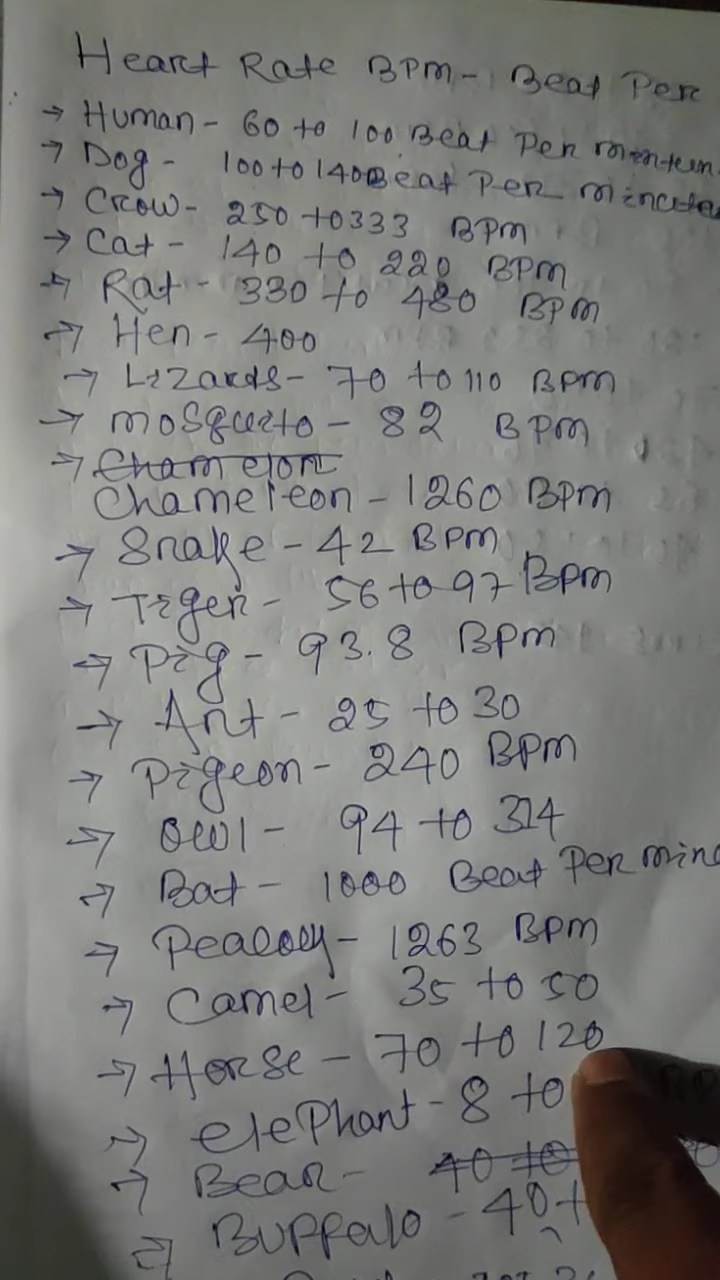 Heart Rate BPM- Beat Per
→ Human - 60 to 100 Beat Per
→ Dog - 100 to 140 Beat Per
→ Crow - 250 to 333 BPM
→ Cat - 140 to 220 BPM
→ Rat - 330 to 480 BPM
→ Hen - 400
→ Lizards - 70 to 110 BPM
→ Mosquito - 82 BPM
→ Chamelon
Chameleon - 1260 BPM
→ Snake - 42 BPM
→ Tiger - 56 to 97 BPM
→ Pig - 93.8 BPM
→ Ant - 25 to 30
→ Pigeon - 240 BPM
→ Owl - 94 to 314
→ Bat - 1000 Beat Per min
→ Peacock - 1263 BPM
→ Camel - 35 to 50
→ Horse - 70 to 120
→ elephant - 8 to
→ Bear - 40 to
→ Buffalo - 40 t